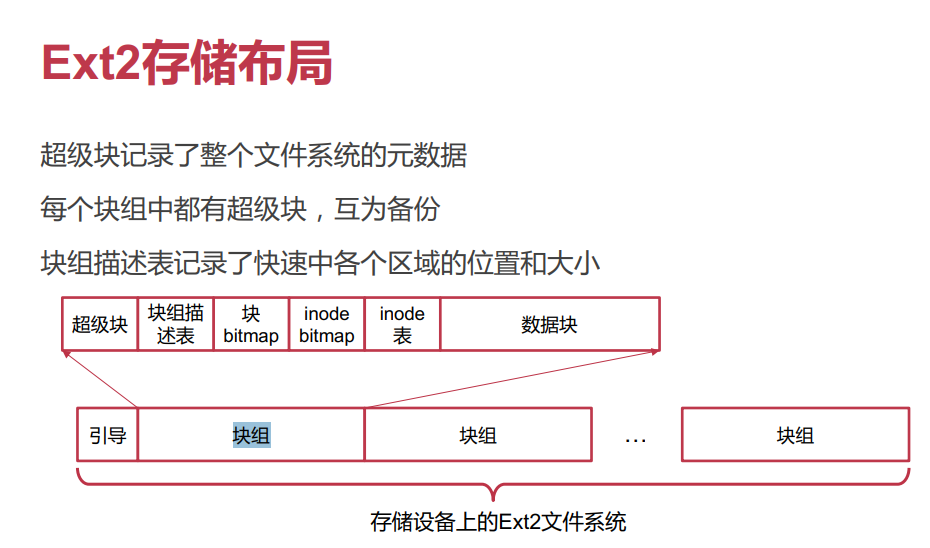 Ext2存储布局
超级块记录了整个文件系统的元数据
每个块组中都有超级块，互为备份
块组描述表记录了快速中各个区域的位置和大小
超级块
块组描
述表
块
bitmap
inode
bitmap
inode
表
数据块
引导
块组
块组
…
块组
存储设备上的Ext2文件系统